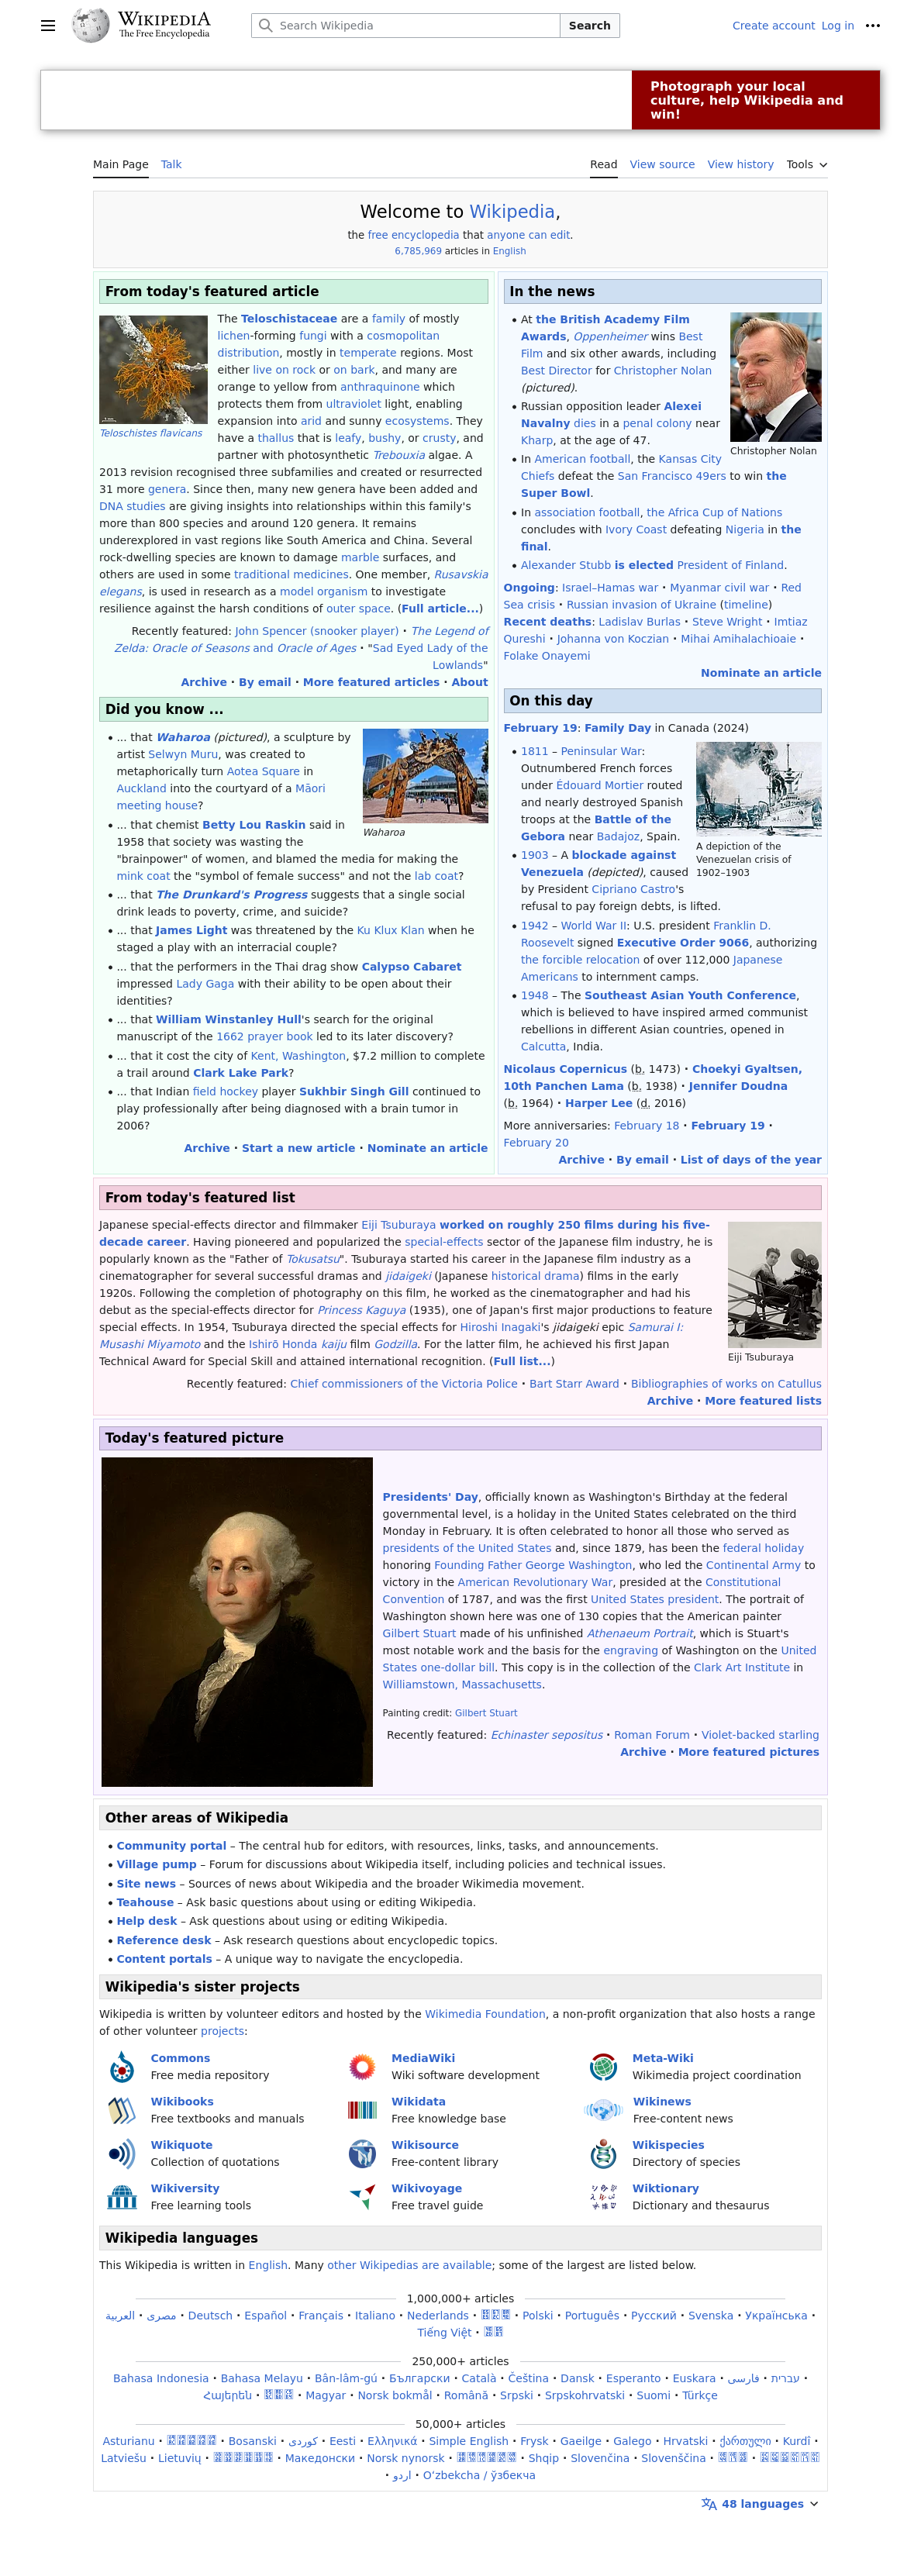 WIKIPEDIA
The Free Encyclopedia
Search Wikipedia
Search
Create account Log in
Photograph your local
culture, help Wikipedia and
win!
Main Page Talk
Read View source View history Tools
Welcome to Wikipedia,
the free encyclopedia that anyone can edit.
6,785,969 articles in English
From today's featured article
Teloschistes flavicans
The Teloschistaceae are a family of mostly
lichen-forming fungi with a cosmopolitan
distribution, mostly in temperate regions. Most
either live on rock or on bark, and many are
orange to yellow from anthraquinone which
protects them from ultraviolet light, enabling
expansion into arid and sunny ecosystems. They
have a thallus that is leafy, bushy, or crusty, and
partner with photosynthetic Trebouxia algae. A
2013 revision recognised three subfamilies and created or resurrected
31 more genera. Since then, many new genera have been added and
DNA studies are giving insights into relationships within this family's
more than 800 species and around 120 genera. It remains
underexplored in vast regions like South America and China. Several
rock-dwelling species are known to damage marble surfaces, and
others are used in some traditional medicines. One member, Rusavskia
elegans, is used in research as a model organism to investigate
resilience against the harsh conditions of outer space. (Full article...)
Recently featured: John Spencer (snooker player) · The Legend of
Zelda: Oracle of Seasons and Oracle of Ages · "Sad Eyed Lady of the
Lowlands"
Archive · By email · More featured articles · About
Did you know ...
Waharoa
... that Waharoa (pictured), a sculpture by
artist Selwyn Muru, was created to
metaphorically turn Aotea Square in
Auckland into the courtyard of a Māori
meeting house?
... that chemist Betty Lou Raskin said in
1958 that society was wasting the
"brainpower" of women, and blamed the media for making the
mink coat the "symbol of female success" and not the lab coat?
... that The Drunkard's Progress suggests that a single social
drink leads to poverty, crime, and suicide?
... that James Light was threatened by the Ku Klux Klan when he
staged a play with an interracial couple?
... that the performers in the Thai drag show Calypso Cabaret
impressed Lady Gaga with their ability to be open about their
identities?
... that William Winstanley Hull's search for the original
manuscript of the 1662 prayer book led to its later discovery?
... that it cost the city of Kent, Washington, $7.2 million to complete
a trail around Clark Lake Park?
... that Indian field hockey player Sukhbir Singh Gill continued to
play professionally after being diagnosed with a brain tumor in
2006?
Archive · Start a new article · Nominate an article
In the news
Christopher Nolan
At the British Academy Film
Awards, Oppenheimer wins Best
Film and six other awards, including
Best Director for Christopher Nolan
(pictured).
Russian opposition leader Alexei
Navalny dies in a penal colony near
Kharp, at the age of 47.
In American football, the Kansas City
Chiefs defeat the San Francisco 49ers to win the
Super Bowl.
In association football, the Africa Cup of Nations
concludes with Ivory Coast defeating Nigeria in the
final.
Alexander Stubb is elected President of Finland.
Ongoing: Israel–Hamas war · Myanmar civil war · Red
Sea crisis · Russian invasion of Ukraine (timeline)
Recent deaths: Ladislav Burlas · Steve Wright · Imtiaz
Qureshi · Johanna von Koczian · Mihai Amihalachioaie ·
Folake Onayemi
Nominate an article
On this day
February 19: Family Day in Canada (2024)
A depiction of the
Venezuelan crisis of
1902–1903
1811 – Peninsular War:
Outnumbered French forces
under Édouard Mortier routed
and nearly destroyed Spanish
troops at the Battle of the
Gebora near Badajoz, Spain.
1903 – A blockade against
Venezuela (depicted), caused
by President Cipriano Castro's
refusal to pay foreign debts, is lifted.
1942 – World War II: U.S. president Franklin D.
Roosevelt signed Executive Order 9066, authorizing
the forcible relocation of over 112,000 Japanese
Americans to internment camps.
1948 – The Southeast Asian Youth Conference,
which is believed to have inspired armed communist
rebellions in different Asian countries, opened in
Calcutta, India.
Nicolaus Copernicus (b. 1473) · Choekyi Gyaltsen,
10th Panchen Lama (b. 1938) · Jennifer Doudna
(b. 1964) · Harper Lee (d. 2016)
More anniversaries: February 18 · February 19 ·
February 20
Archive · By email · List of days of the year
From today's featured list
Eiji Tsuburaya
Japanese special-effects director and filmmaker Eiji Tsuburaya worked on roughly 250 films during his five-
decade career. Having pioneered and popularized the special-effects sector of the Japanese film industry, he is
popularly known as the "Father of Tokusatsu". Tsuburaya started his career in the Japanese film industry as a
cinematographer for several successful dramas and jidaigeki (Japanese historical drama) films in the early
1920s. Following the completion of photography on this film, he worked as the cinematographer and had his
debut as the special-effects director for Princess Kaguya (1935), one of Japan's first major productions to feature
special effects. In 1954, Tsuburaya directed the special effects for Hiroshi Inagaki's jidaigeki epic Samurai I:
Musashi Miyamoto and the Ishirō Honda kaiju film Godzilla. For the latter film, he achieved his first Japan
Technical Award for Special Skill and attained international recognition. (Full list...)
Recently featured: Chief commissioners of the Victoria Police · Bart Starr Award · Bibliographies of works on Catullus
Archive · More featured lists
Today's featured picture
Presidents' Day, officially known as Washington's Birthday at the federal
governmental level, is a holiday in the United States celebrated on the third
Monday in February. It is often celebrated to honor all those who served as
presidents of the United States and, since 1879, has been the federal holiday
honoring Founding Father George Washington, who led the Continental Army to
victory in the American Revolutionary War, presided at the Constitutional
Convention of 1787, and was the first United States president. The portrait of
Washington shown here was one of 130 copies that the American painter
Gilbert Stuart made of his unfinished Athenaeum Portrait, which is Stuart's
most notable work and the basis for the engraving of Washington on the United
States one-dollar bill. This copy is in the collection of the Clark Art Institute in
Williamstown, Massachusetts.
Painting credit: Gilbert Stuart
Recently featured: Echinaster sepositus · Roman Forum · Violet-backed starling
Archive · More featured pictures
Other areas of Wikipedia
Community portal – The central hub for editors, with resources, links, tasks, and announcements.
Village pump – Forum for discussions about Wikipedia itself, including policies and technical issues.
Site news – Sources of news about Wikipedia and the broader Wikimedia movement.
Teahouse – Ask basic questions about using or editing Wikipedia.
Help desk – Ask questions about using or editing Wikipedia.
Reference desk – Ask research questions about encyclopedic topics.
Content portals – A unique way to navigate the encyclopedia.
Wikipedia's sister projects
Wikipedia is written by volunteer editors and hosted by the Wikimedia Foundation, a non-profit organization that also hosts a range
of other volunteer projects:
Commons
Free media repository
MediaWiki
Wiki software development
Meta-Wiki
Wikimedia project coordination
Wikibooks
Free textbooks and manuals
Wikidata
Free knowledge base
Wikinews
Free-content news
Wikiquote
Collection of quotations
Wikisource
Free-content library
Wikispecies
Directory of species
Wikiversity
Free learning tools
Wikivoyage
Free travel guide
Wiktionary
Dictionary and thesaurus
Wikipedia languages
This Wikipedia is written in English. Many other Wikipedias are available; some of the largest are listed below.
1,000,000+ articles
العربية · مصرى · Deutsch · Español · Français · Italiano · Nederlands · Polski · Português · Русский · Svenska · Українська ·
Tiếng Việt ·
250,000+ articles
Bahasa Indonesia · Bahasa Melayu · Bân-lâm-gú · Български · Català · Čeština · Dansk · Esperanto · Euskara · فارسی · עברית ·
Հայերեն · Magyar · Norsk bokmål · Română · Srpski · Srpskohrvatski · Suomi · Türkçe
50,000+ articles
Asturianu · Bosanski · کوردی · Eesti · Ελληνικά · Simple English · Frysk · Gaeilge · Galego · Hrvatski · ქართული · Kurdî ·
Latviešu · Lietuvių · Македонски · Norsk nynorsk · Shqip · Slovenčina · Slovenščina ·
· اردو · Oʻzbekcha / ўзбекча
48 languages